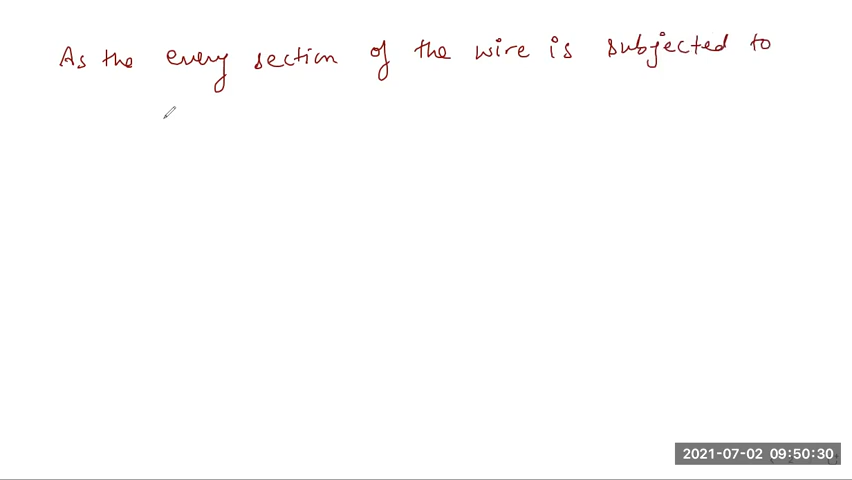 As the every section of the wire is subjected to
2021-07-02 09:50:30